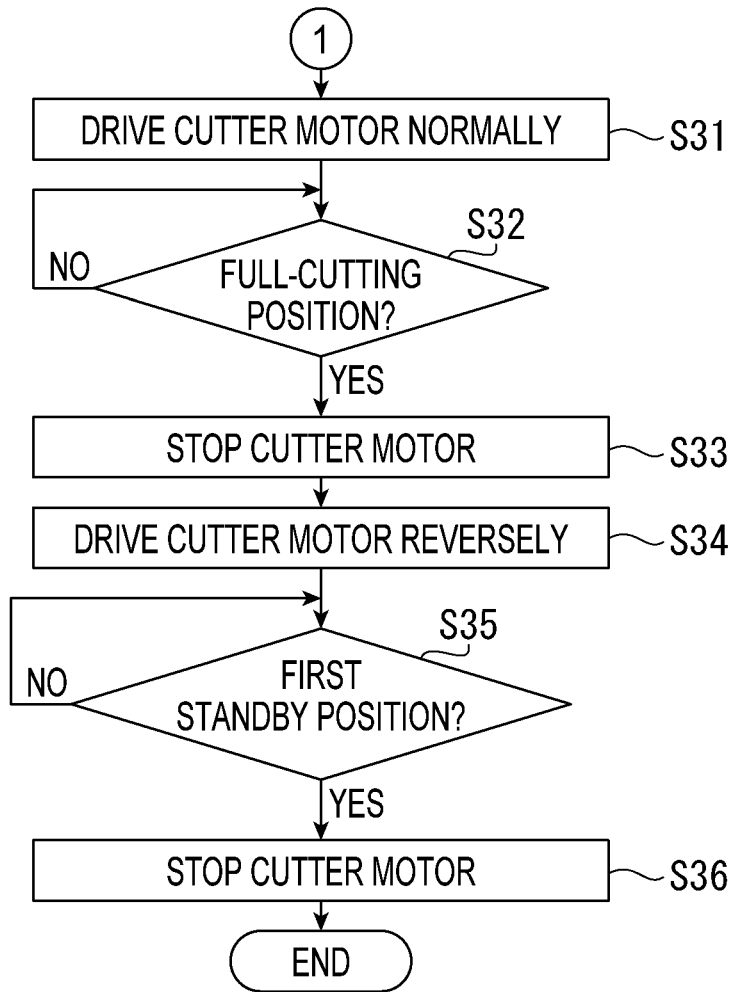 1
DRIVE CUTTER MOTOR NORMALLY
S31
S32
NO
FULL-CUTTING
POSITION?
YES
STOP CUTTER MOTOR
S33
DRIVE CUTTER MOTOR REVERSELY
S34
S35
NO
FIRST
STANDBY POSITION?
YES
STOP CUTTER MOTOR
S36
END